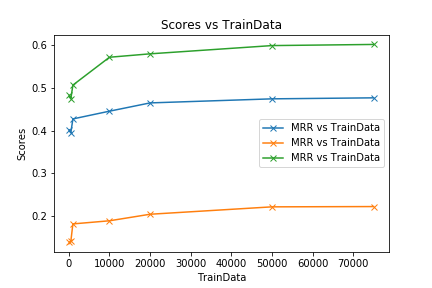 Scores vs TrainData
0.6
0.5
0.4
0.3
0.2
Scores
MRR vs TrainData
MRR vs TrainData
MRR vs TrainData
0 10000 20000 30000 40000 50000 60000 70000
TrainData